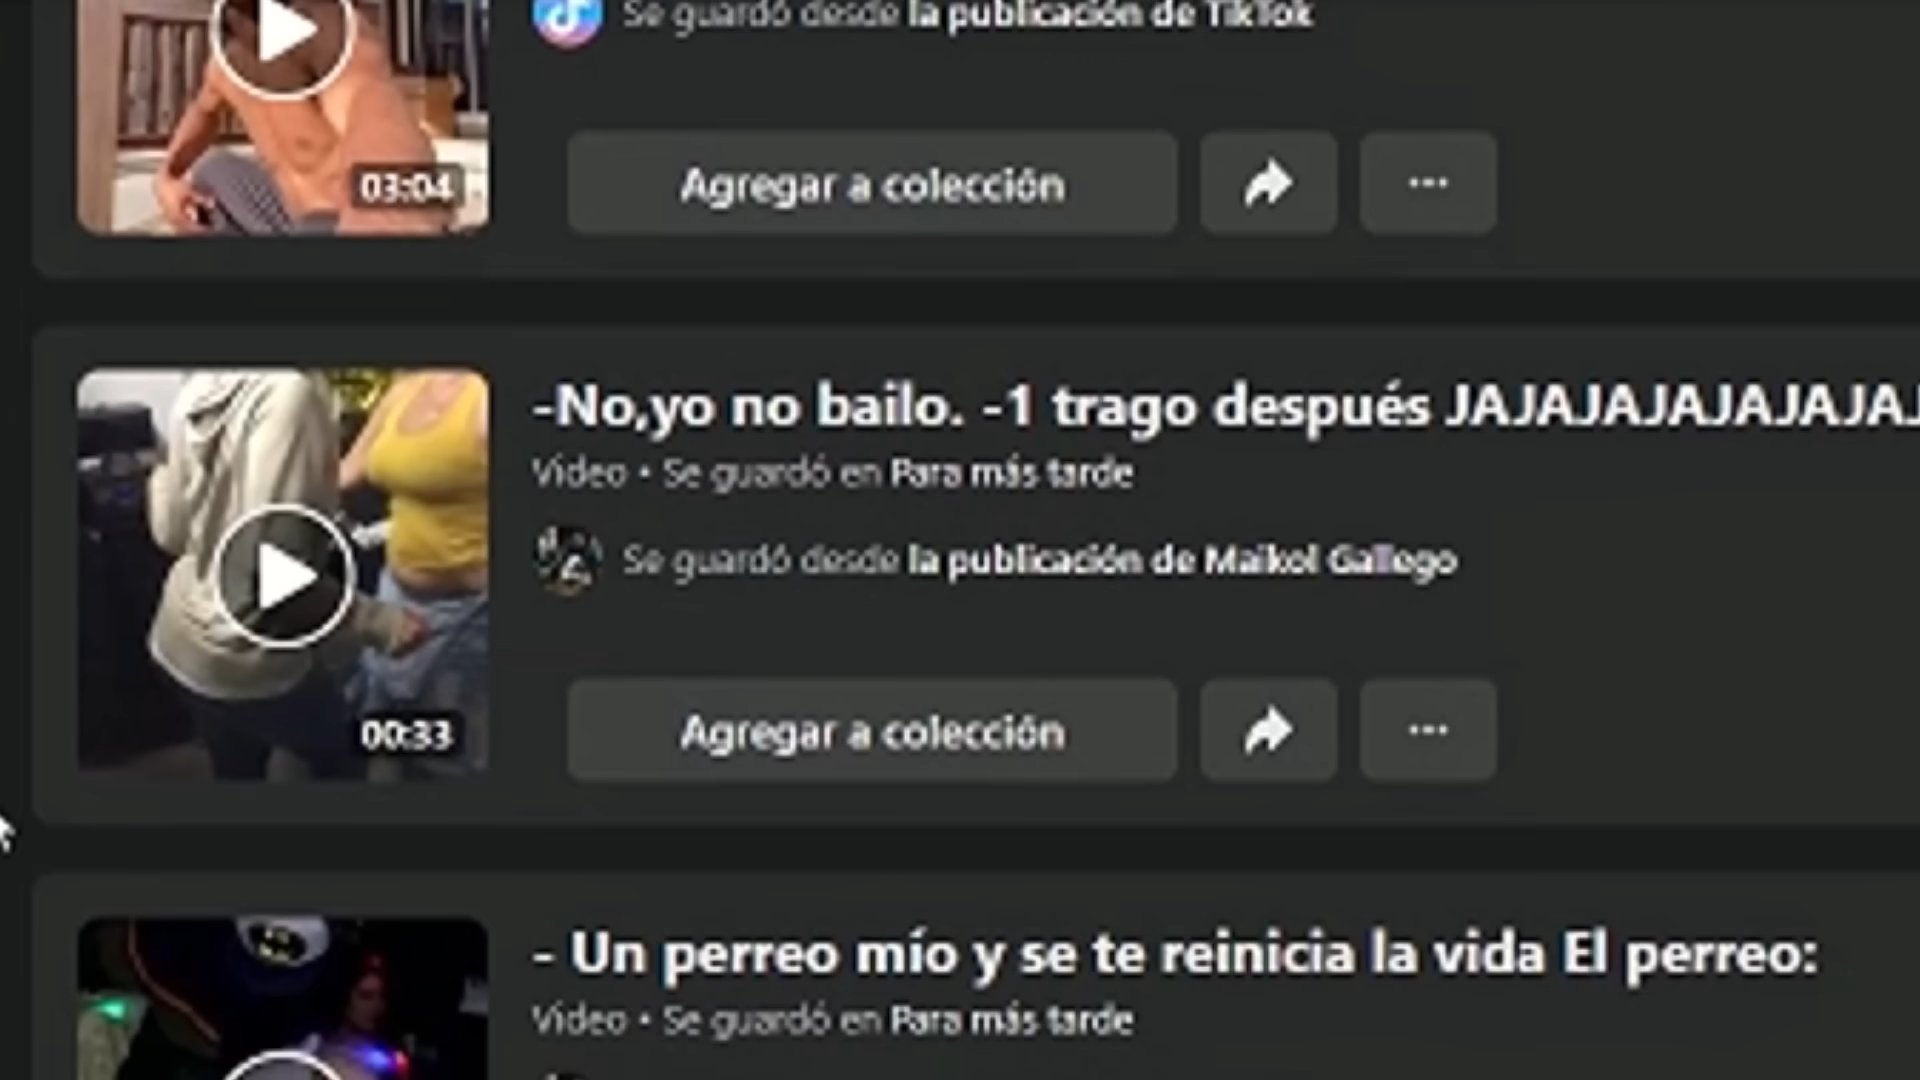 Se guardó desde la publicación de TikTok
03:04
Agregar a colección
-No,yo no bailo. -1 trago después JAJAJAJAJAJAJAJ
Video • Se guardó en Para más tarde
Se guardó desde la publicación de Maikol Gallego
00:33
Agregar a colección
- Un perreo mío y se te reinicia la vida El perreo:
Video • Se guardó en Para más tarde